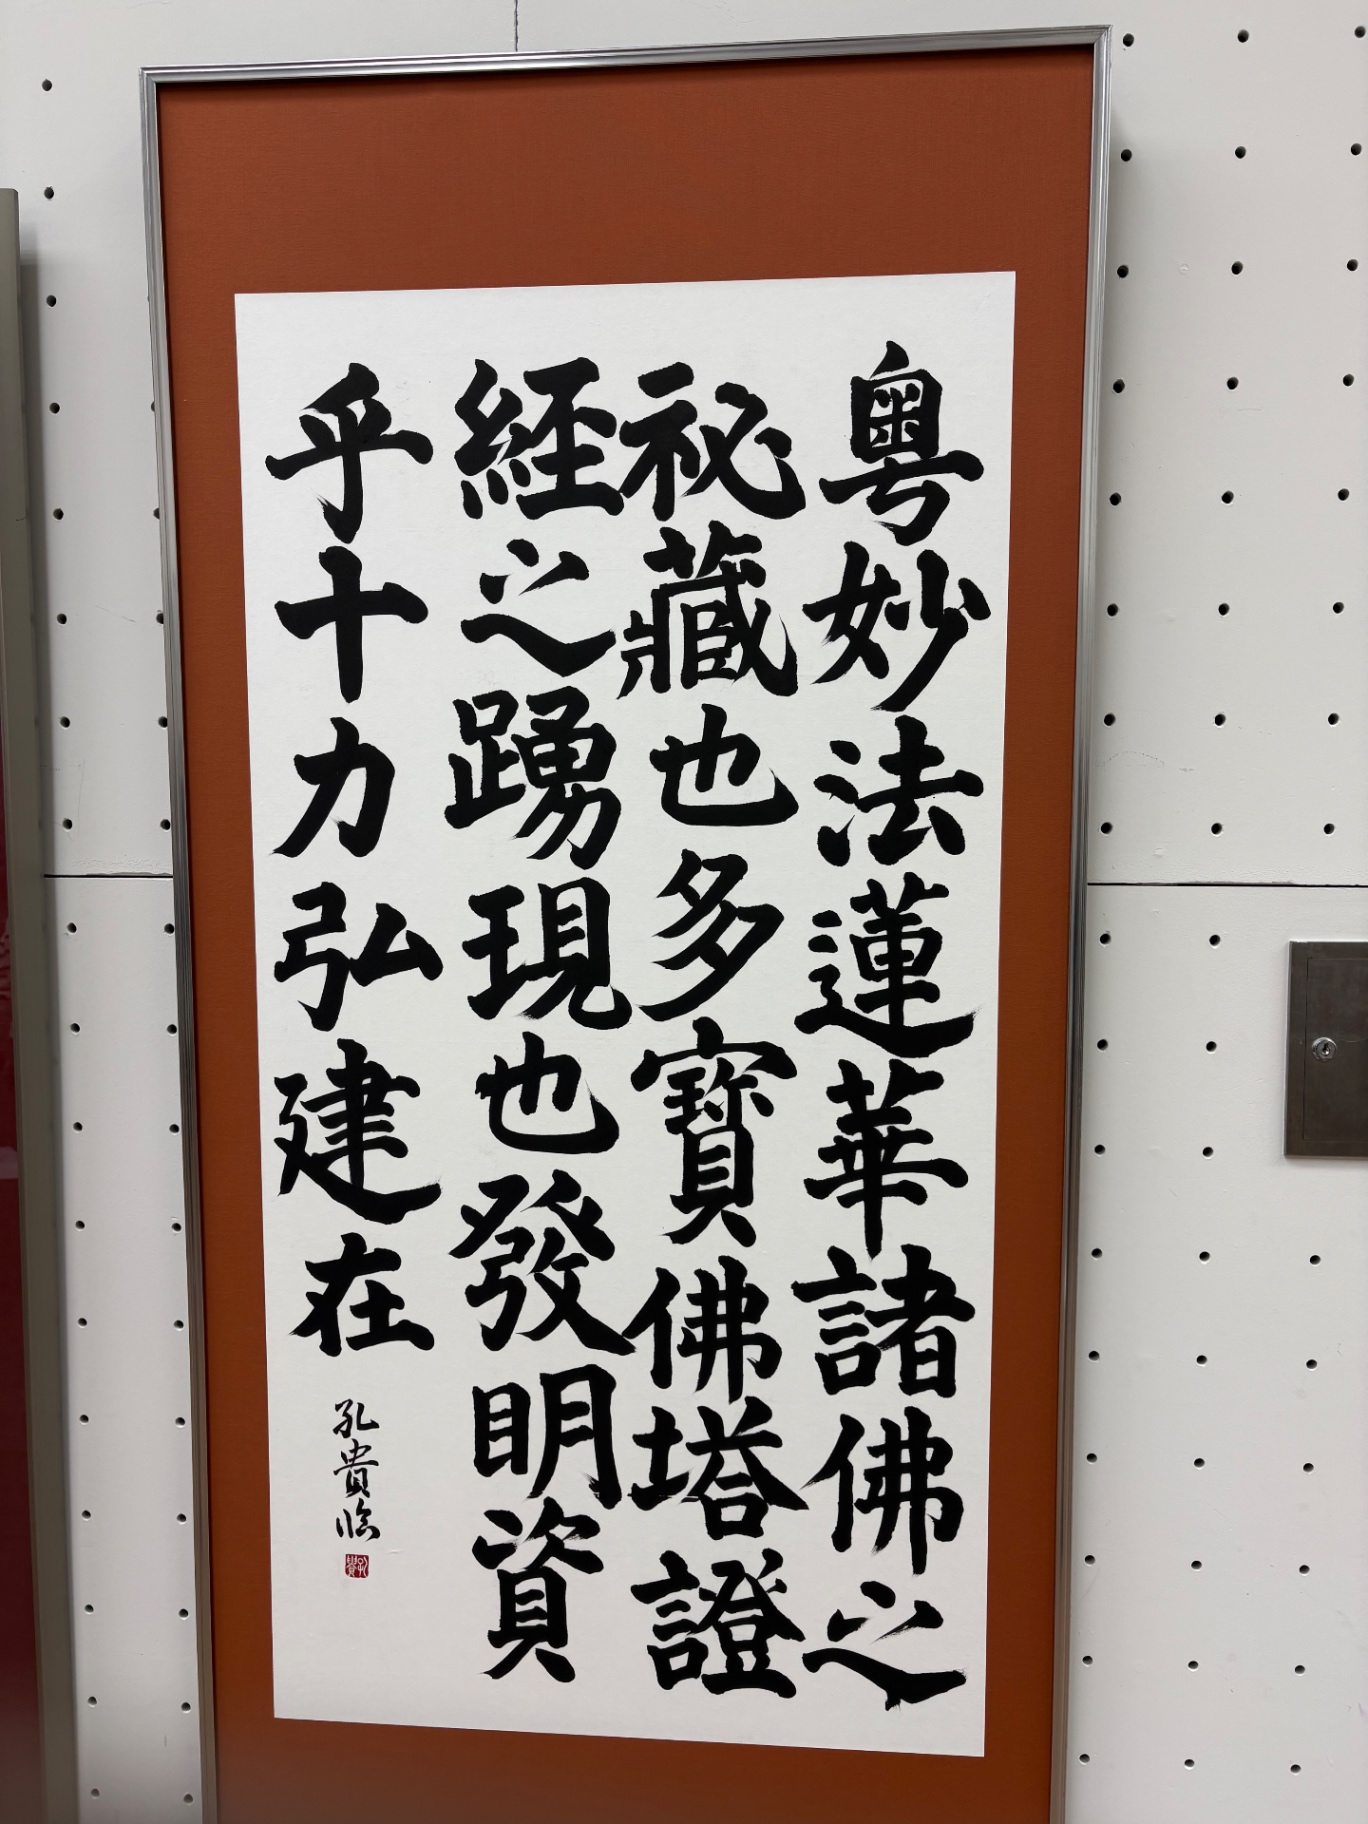 粤妙法蓮華諸佛之
祕藏也多寶佛塔證
經之踴現也發明資
乎十力弘建在
孔貴臨